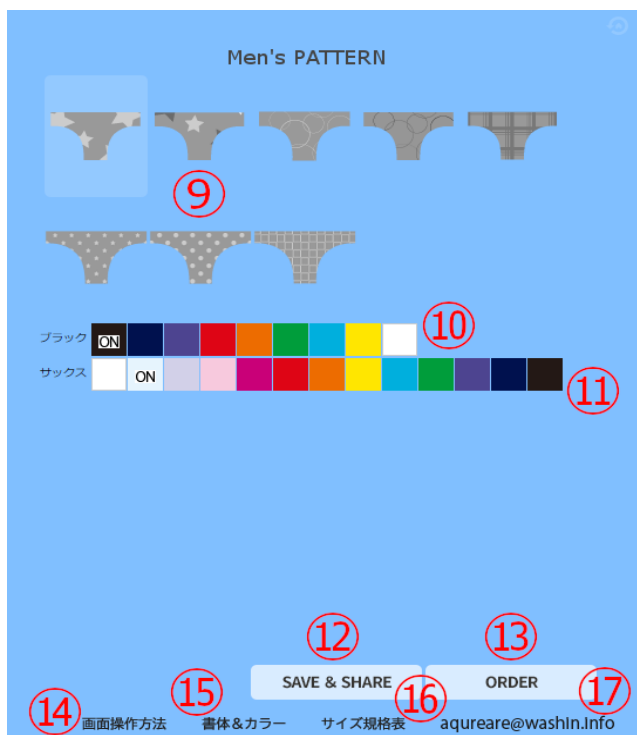 Men's PATTERN
⑨
⑩
ブラック ON
サックス ON
⑪
⑫ ⑬
SAVE & SHARE ORDER
⑭ ⑮ ⑯ ⑰
画面操作方法 書体&カラー サイズ規格表 aqureare@washin.info